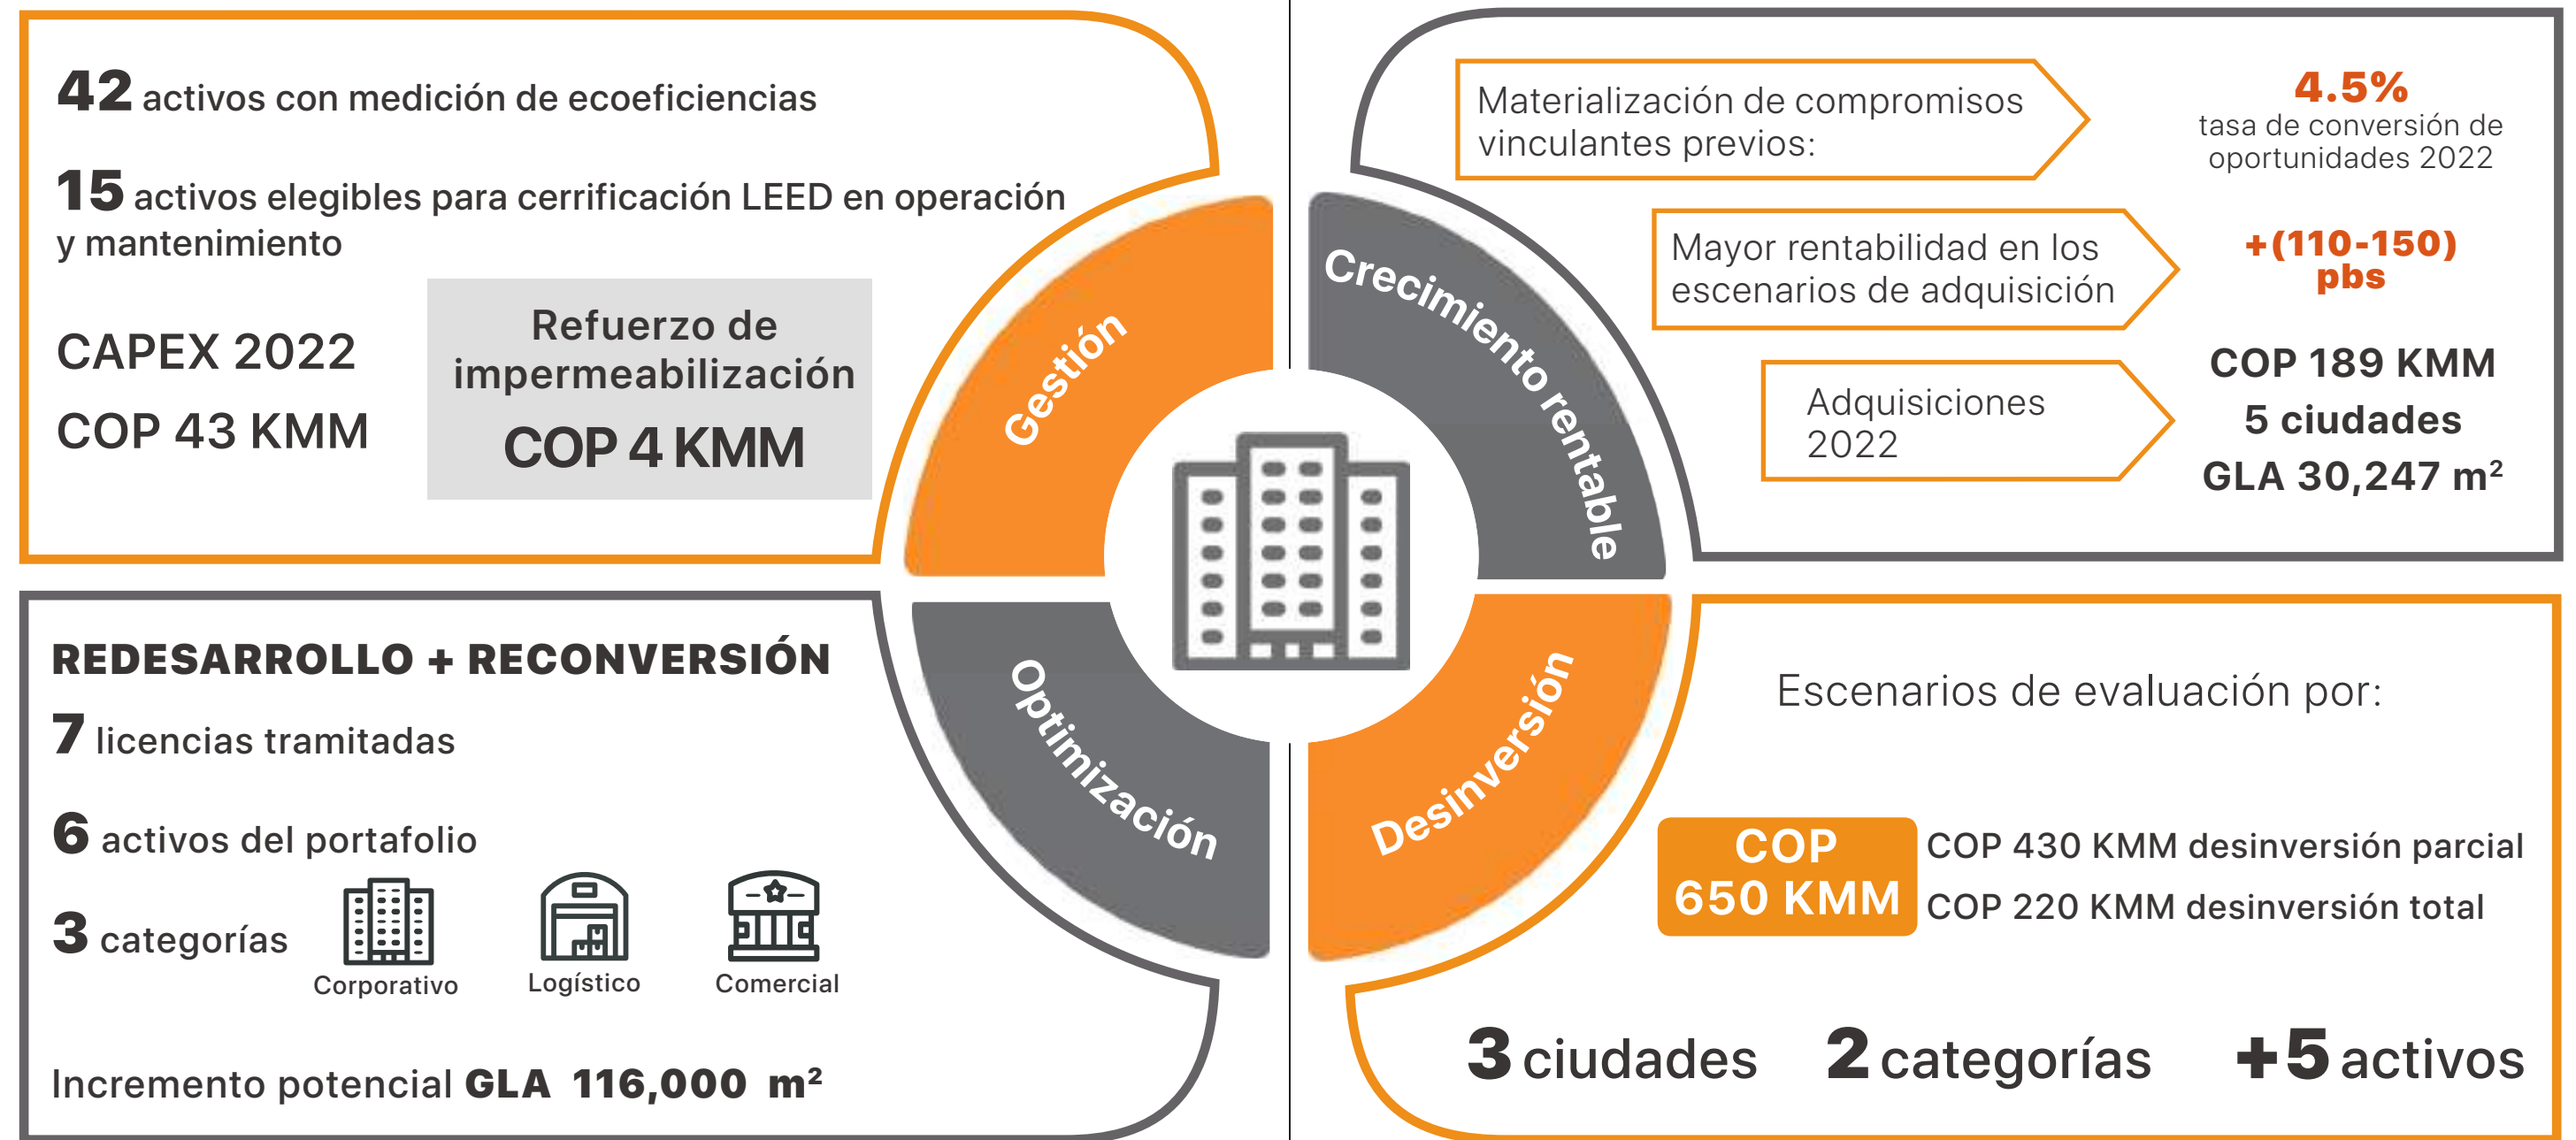 42 activos con medición de ecoeficiencias
15 activos elegibles para cerrificación LEED en operación
y mantenimiento
CAPEX 2022
COP 43 KMM
Refuerzo de
impermeabilización
COP 4 KMM
Gestión
Crecimiento rentable
Materialización de compromisos
vinculantes previos:
4.5%
tasa de conversión de
oportunidades 2022
Mayor rentabilidad en los
escenarios de adquisición
+(110-150)
pbs
Adquisiciones
2022
COP 189 KMM
5 ciudades
GLA 30,247 m²
REDESARROLLO + RECONVERSIÓN
7 licencias tramitadas
6 activos del portafolio
3 categorías
Corporativo
Logístico
Comercial
Incremento potencial GLA 116,000 m²
Optimización
Desinversión
Escenarios de evaluación por:
COP
650 KMM
COP 430 KMM desinversión parcial
COP 220 KMM desinversión total
3 ciudades
2 categorías
+5 activos